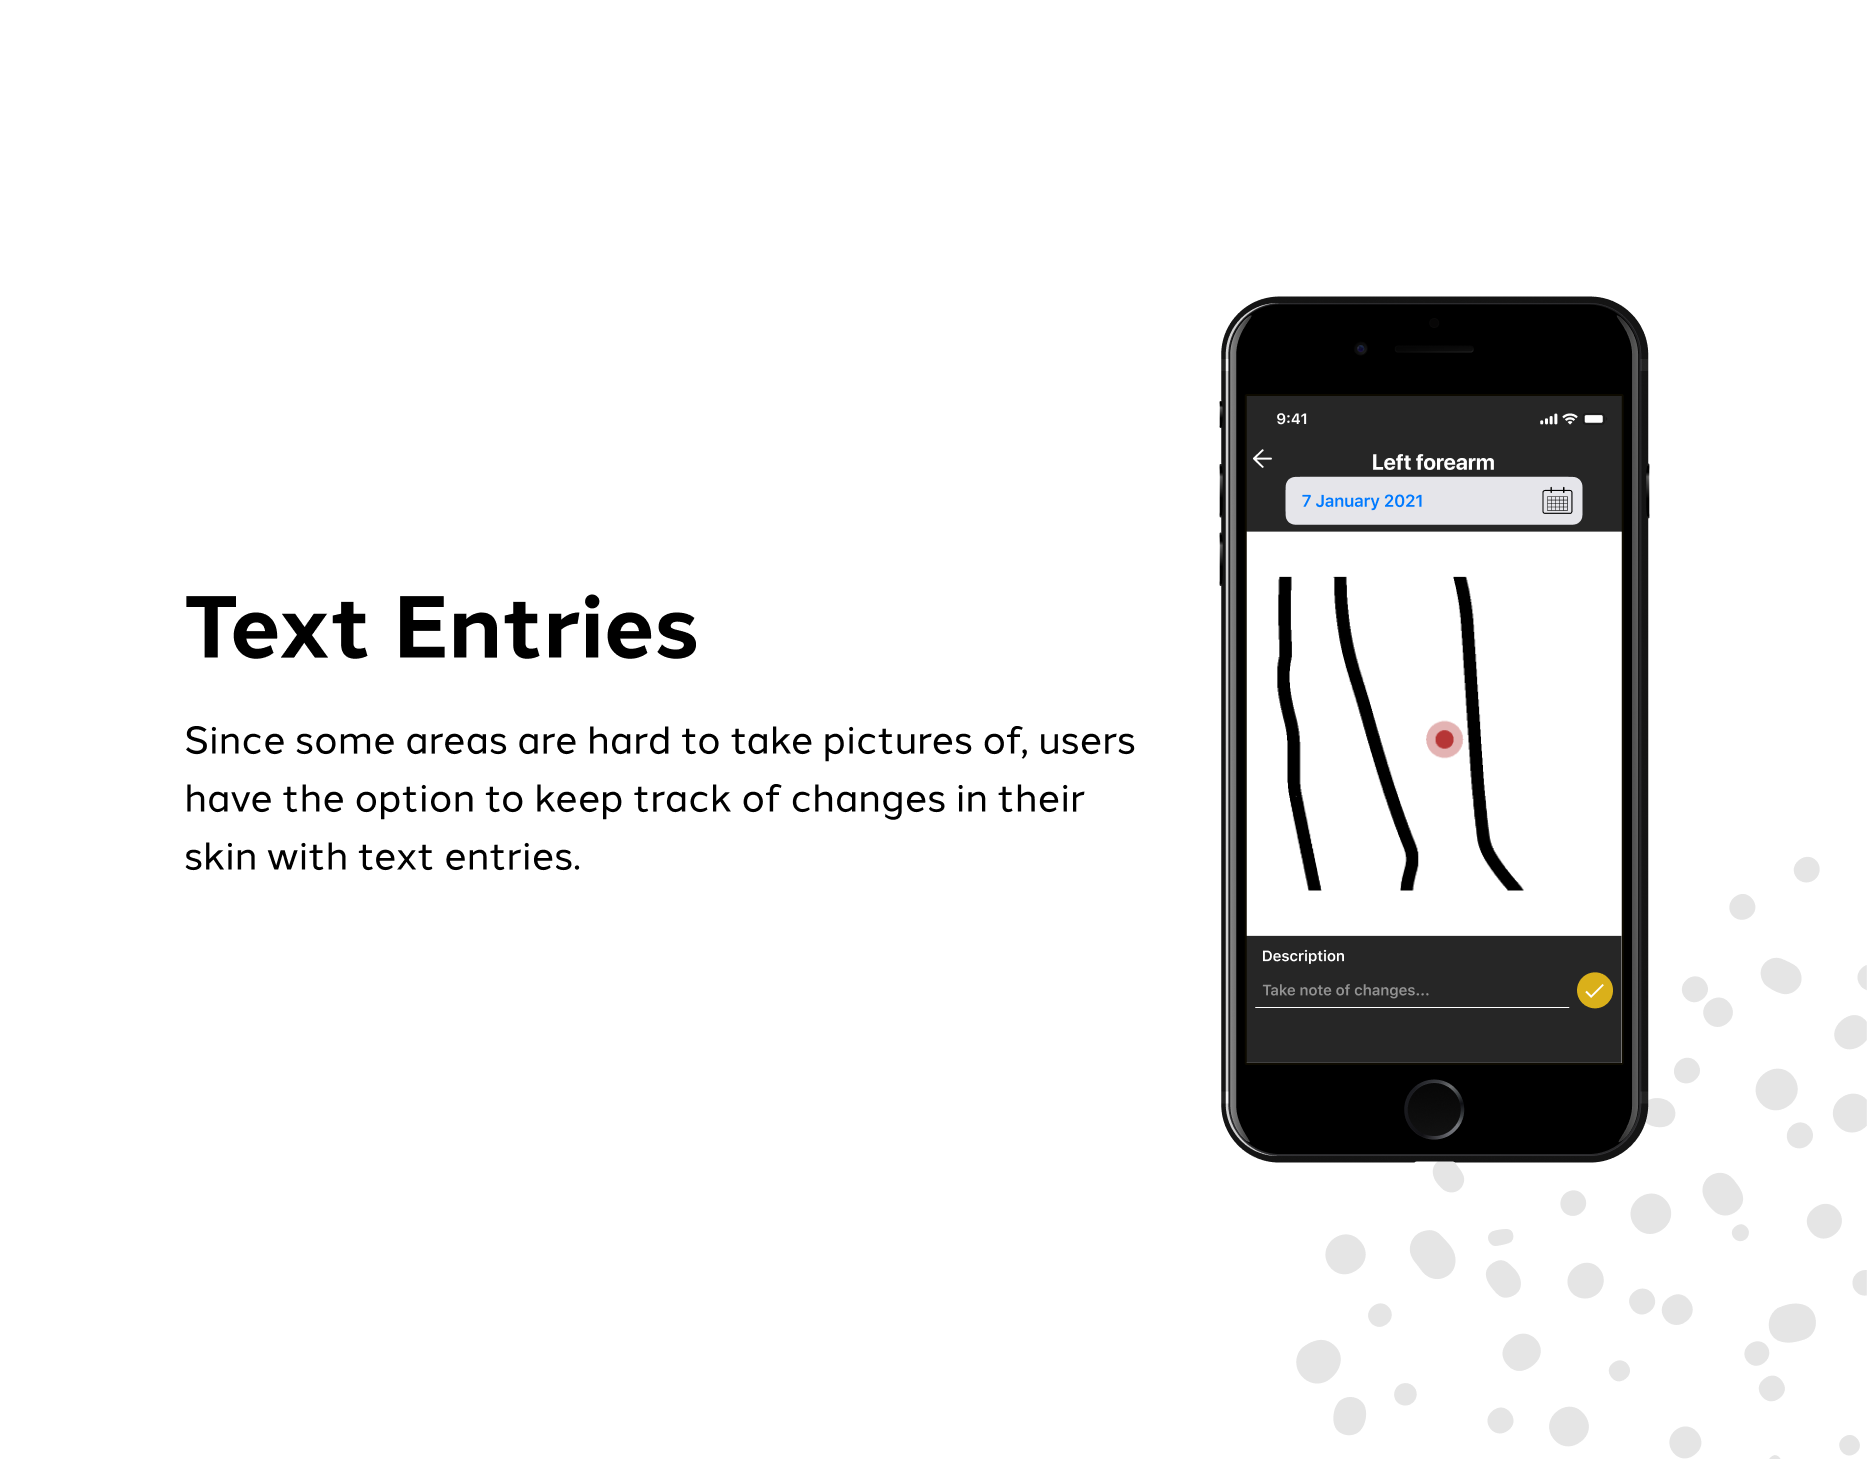 Text Entries
Since some areas are hard to take pictures of, users
have the option to keep track of changes in their
skin with text entries.
9:41
Left forearm
7 January 2021
Description
Take note of changes...